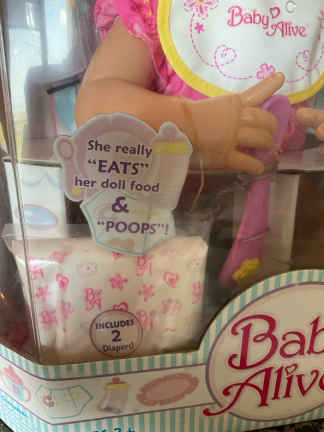 Baby Alive
She really
"EATS"
her doll food
&
"POOPS"!
INCLUDES
2
Diapers!
Baby
Alive